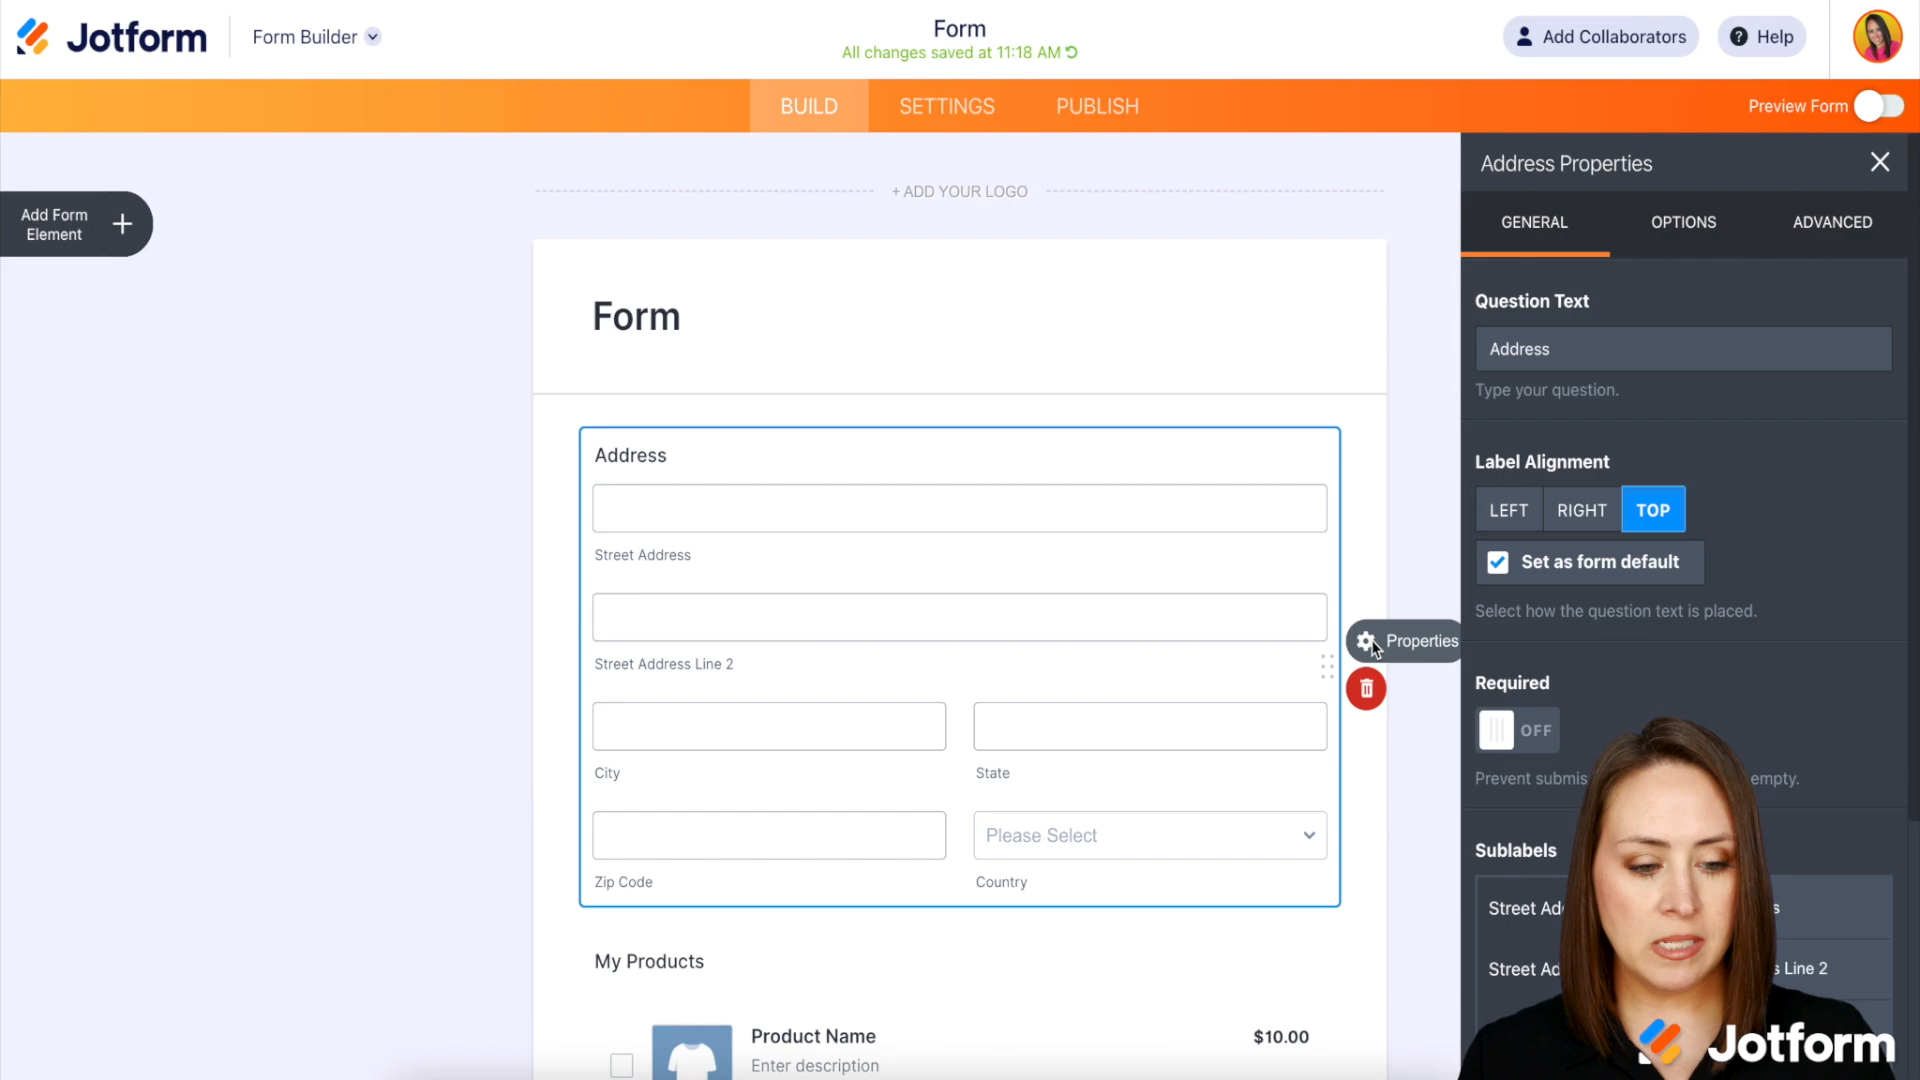 Jotform
Form Builder
Form
All changes saved at 11:18 AM
Add Collaborators
Help
BUILD
SETTINGS
PUBLISH
Preview Form
Add Form
Element
+ ADD YOUR LOGO
Form
Address
Street Address
Street Address Line 2
City
State
Please Select
Zip Code
Country
My Products
Product Name
$10.00
Enter description
Properties
Address Properties
GENERAL
OPTIONS
ADVANCED
Question Text
Address
Type your question.
Label Alignment
LEFT
RIGHT
TOP
Set as form default
Select how the question text is placed.
Required
OFF
Prevent submis empty.
Sublabels
Street Ad s
Street Ad s Line 2
Jotform